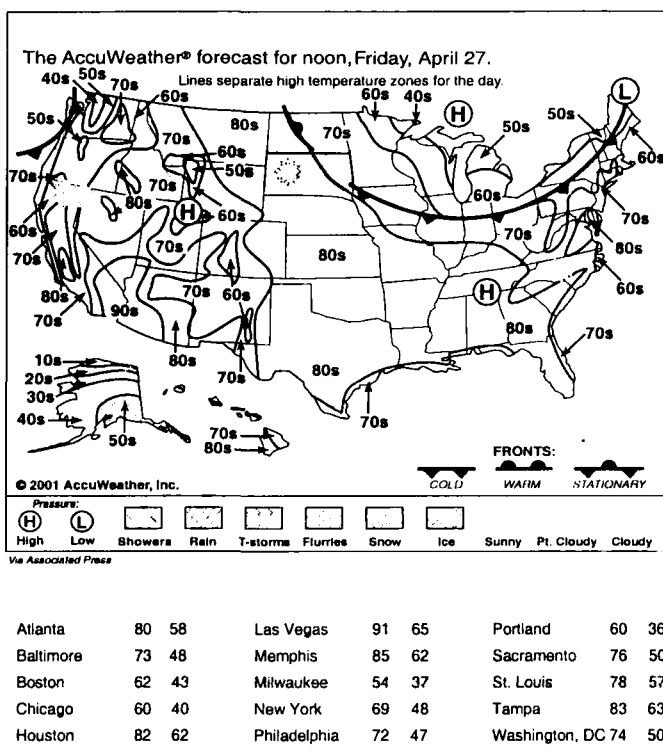 The AccuWeather® forecast for noon, Friday, April 27.
Lines separate high temperature zones for the day.
40s 50s 70s 60s
60s 40s
H
L
50s
80s
70s
70s
60s
50s
50s
50s
60s
70s
80s
70s
60s
60s
H
60s
70s
70s
70s
80s
80s
60s
70s
80s
60s
H
80s
90s
70s
60s
80s
70s
80s
70s
80s
70s
70s
10s
20s
30s
40s
50s
70s
80s
FRONTS:
COLD WARM STATIONARY
© 2001 AccuWeather, Inc.
Pressure:
H L
High Low Showers Rain T-storms Flurries Snow Ice Sunny Pt. Cloudy Cloudy
Via Associated Press
Atlanta 80 58 Las Vegas 91 65 Portland 60 36
Baltimore 73 48 Memphis 85 62 Sacramento 76 50
Boston 62 43 Milwaukee 54 37 St. Louis 78 57
Chicago 60 40 New York 69 48 Tampa 83 63
Houston 82 62 Philadelphia 72 47 Washington, DC 74 50